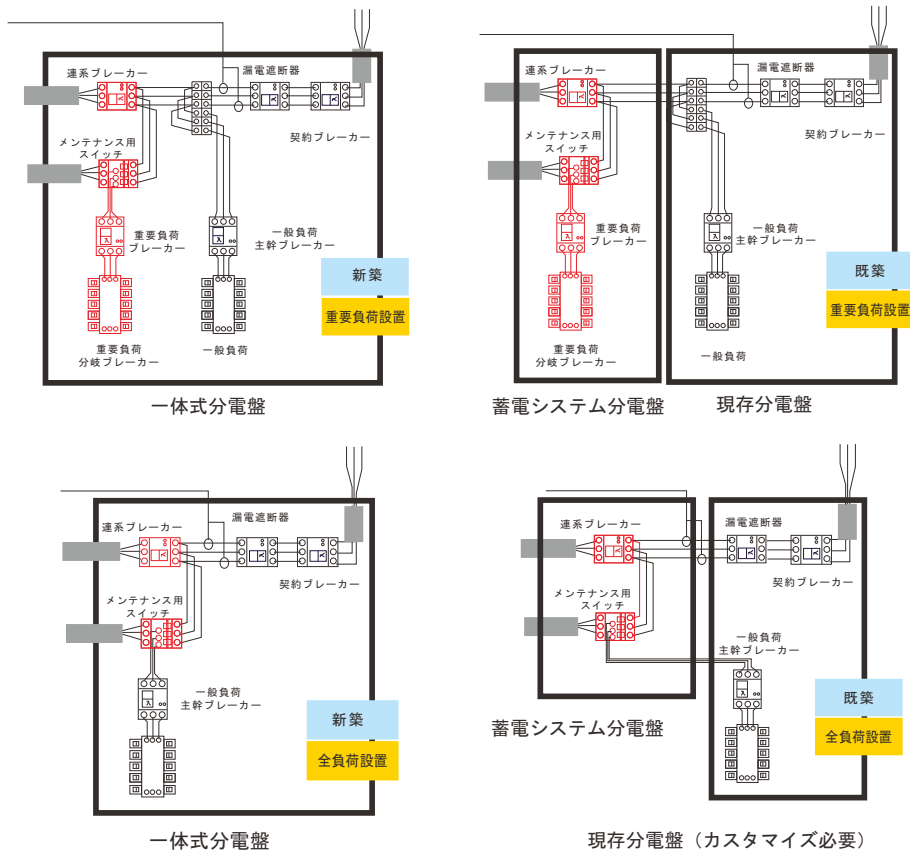 連系ブレーカー
漏電遮断器
契約ブレーカー
メンテナンス用
スイッチ
重要負荷
ブレーカー
一般負荷
主幹ブレーカー
新築
重要負荷設置
重要負荷
分岐ブレーカー
一般負荷
一体式分電盤
連系ブレーカー
漏電遮断器
契約ブレーカー
メンテナンス用
スイッチ
重要負荷
ブレーカー
一般負荷
主幹ブレーカー
既築
重要負荷設置
重要負荷
分岐ブレーカー
一般負荷
蓄電システム分電盤
現存分電盤
連系ブレーカー
漏電遮断器
契約ブレーカー
メンテナンス用
スイッチ
一般負荷
主幹ブレーカー
新築
全負荷設置
一体式分電盤
連系ブレーカー
漏電遮断器
契約ブレーカー
メンテナンス用
スイッチ
一般負荷
主幹ブレーカー
既築
全負荷設置
蓄電システム分電盤
現存分電盤（カスタマイズ必要）